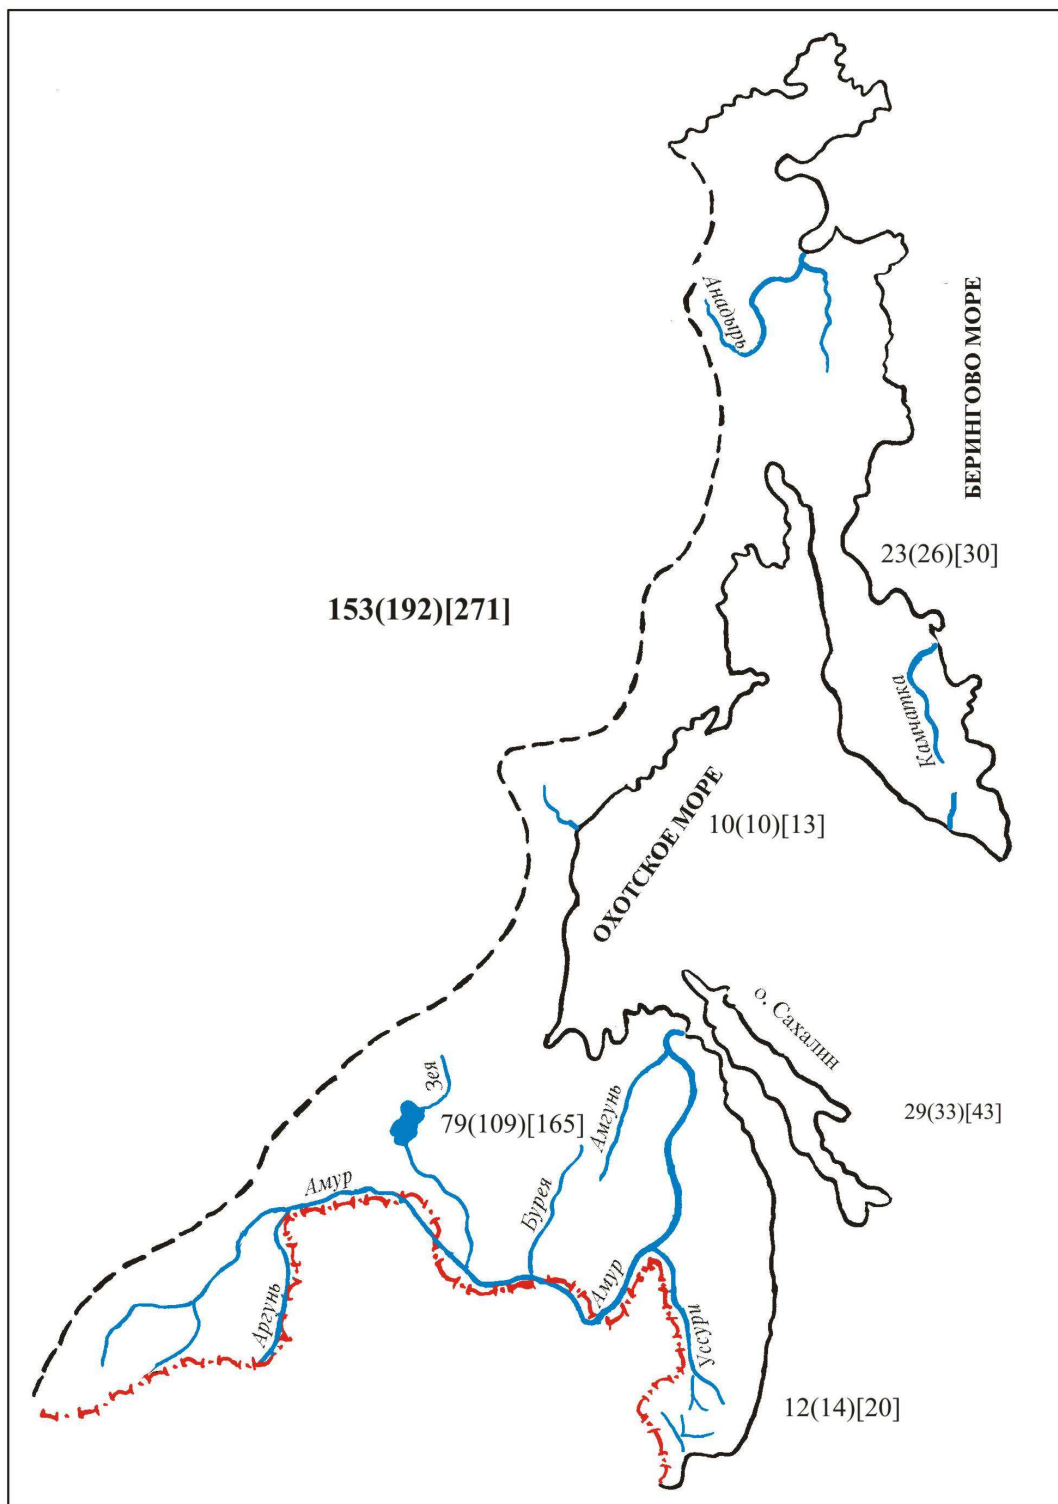 Анадырь
БЕРИНГОВО МОРЕ
23(26)[30]
153(192)[271]
Камчатка
10(10)[13]
ОХОТСКОЕ МОРЕ
о. Сахалин
Зея
79(109)[165]
Амгунь
29(33)[43]
Амур
Бурея
Амур
Аргунь
Уссури
12(14)[20]